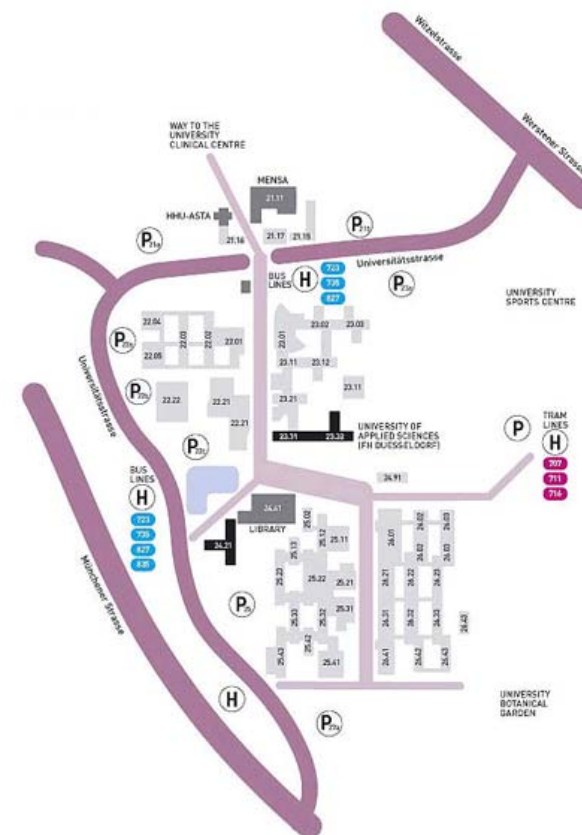 Witzelstrasse
Werstener Strasse
WAY TO THE
UNIVERSITY
CLINICAL CENTRE
MENSA
21.11
HHU-ASTA
21.16
21.17
21.15
P
P
Universitätsstrasse
BUS
LINES
H
723
735
827
P
UNIVERSITY
SPORTS CENTRE
22.04
22.03
22.02
22.01
22.05
23.01
23.02
23.03
23.11
23.12
P
Universitätsstrasse
P
22.22
22.21
22.21
23.21
23.11
23.31
23.32
UNIVERSITY OF
APPLIED SCIENCES
(FH DUESSELDORF)
P
TRAM
LINES
P
H
707
711
716
P
BUS
LINES
H
723
735
827
835
24.41
LIBRARY
24.21
24.91
25.02
25.12
25.11
25.13
25.23
25.22
25.21
25.33
25.32
25.31
25.43
25.42
25.41
26.01
26.02
26.03
26.02
26.03
26.21
26.22
26.23
26.31
26.32
26.33
26.41
26.42
26.43
26.43
P
Münchener Strasse
H
P
UNIVERSITY
BOTANICAL
GARDEN